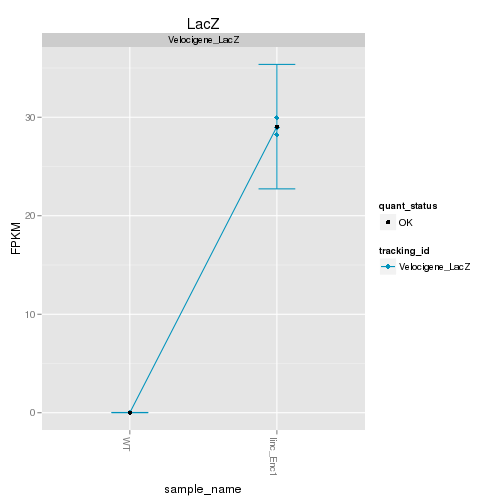 LacZ
Velocigene_LacZ
30
20
10
0
FPKM
WT
linc_Enc1
sample_name
quant_status
OK
tracking_id
Velocigene_LacZ